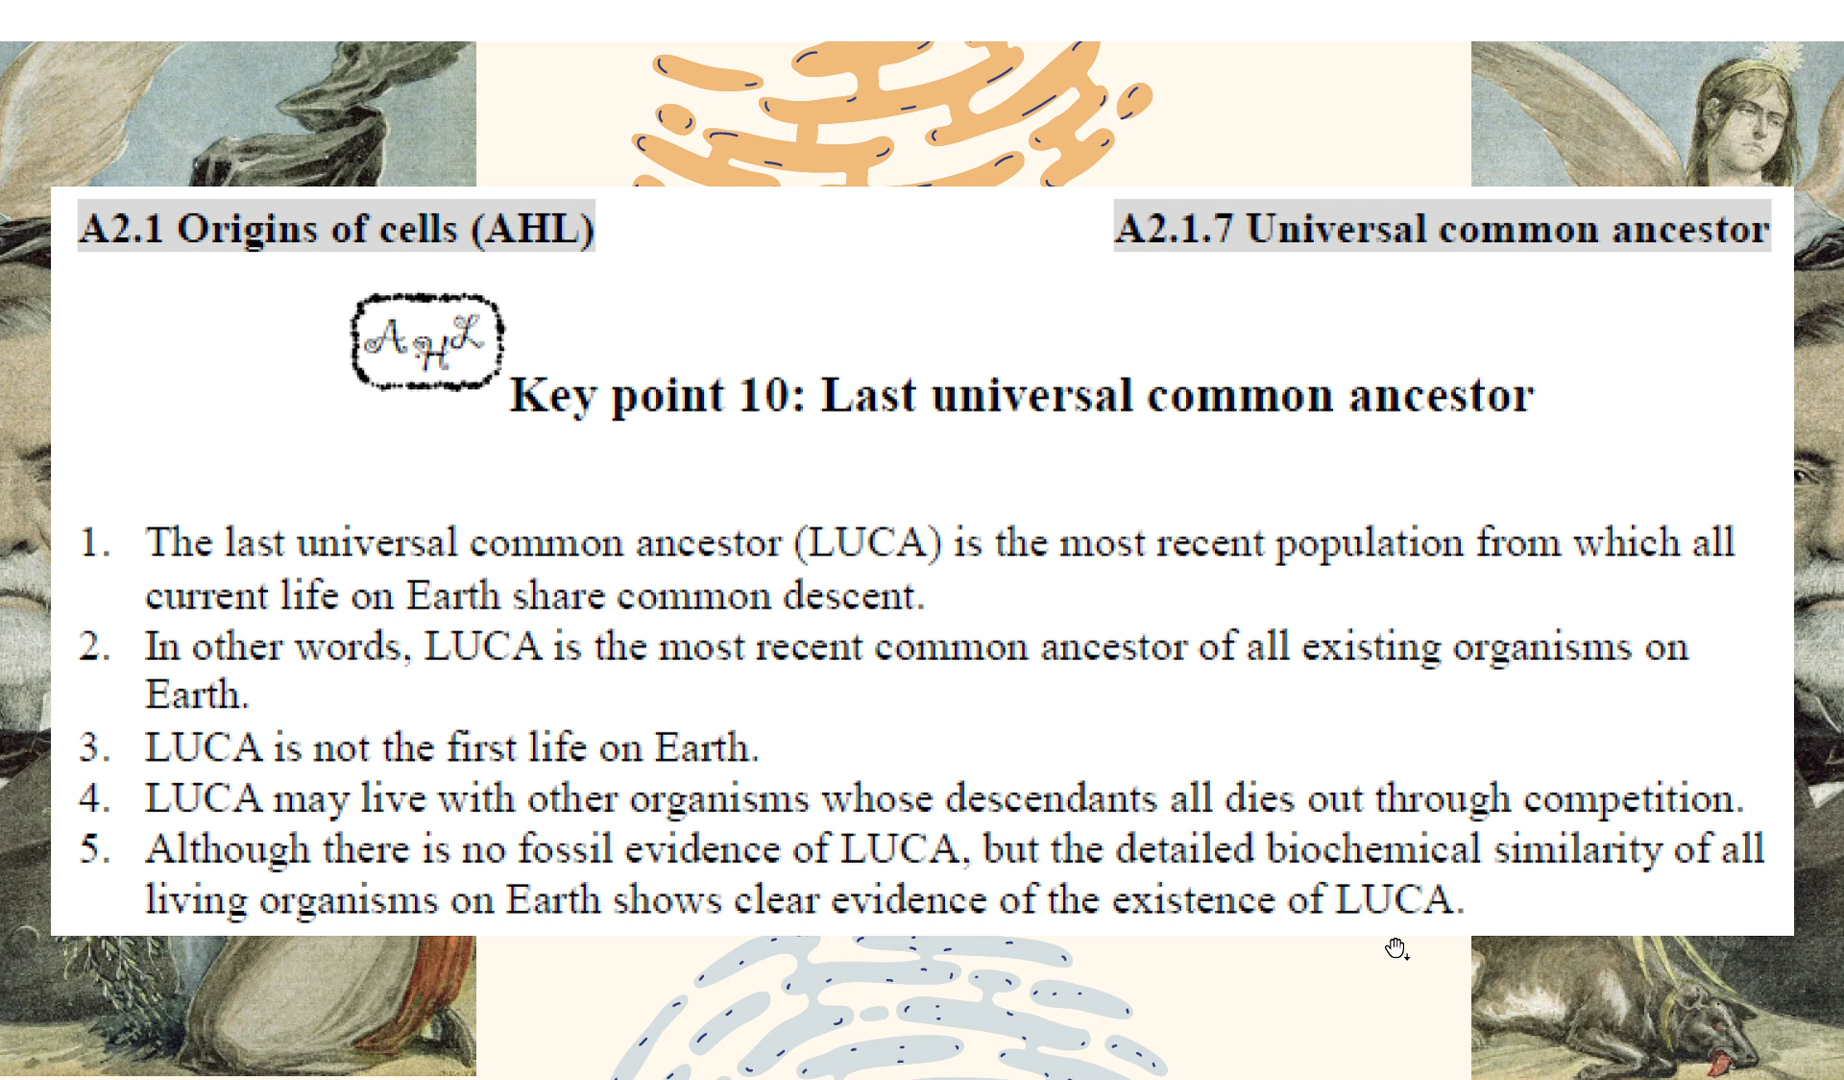 A2.1 Origins of cells (AHL)
A2.1.7 Universal common ancestor
AHL
Key point 10: Last universal common ancestor
1. The last universal common ancestor (LUCA) is the most recent population from which all
current life on Earth share common descent.
2. In other words, LUCA is the most recent common ancestor of all existing organisms on
Earth.
3. LUCA is not the first life on Earth.
4. LUCA may live with other organisms whose descendants all dies out through competition.
5. Although there is no fossil evidence of LUCA, but the detailed biochemical similarity of all
living organisms on Earth shows clear evidence of the existence of LUCA.